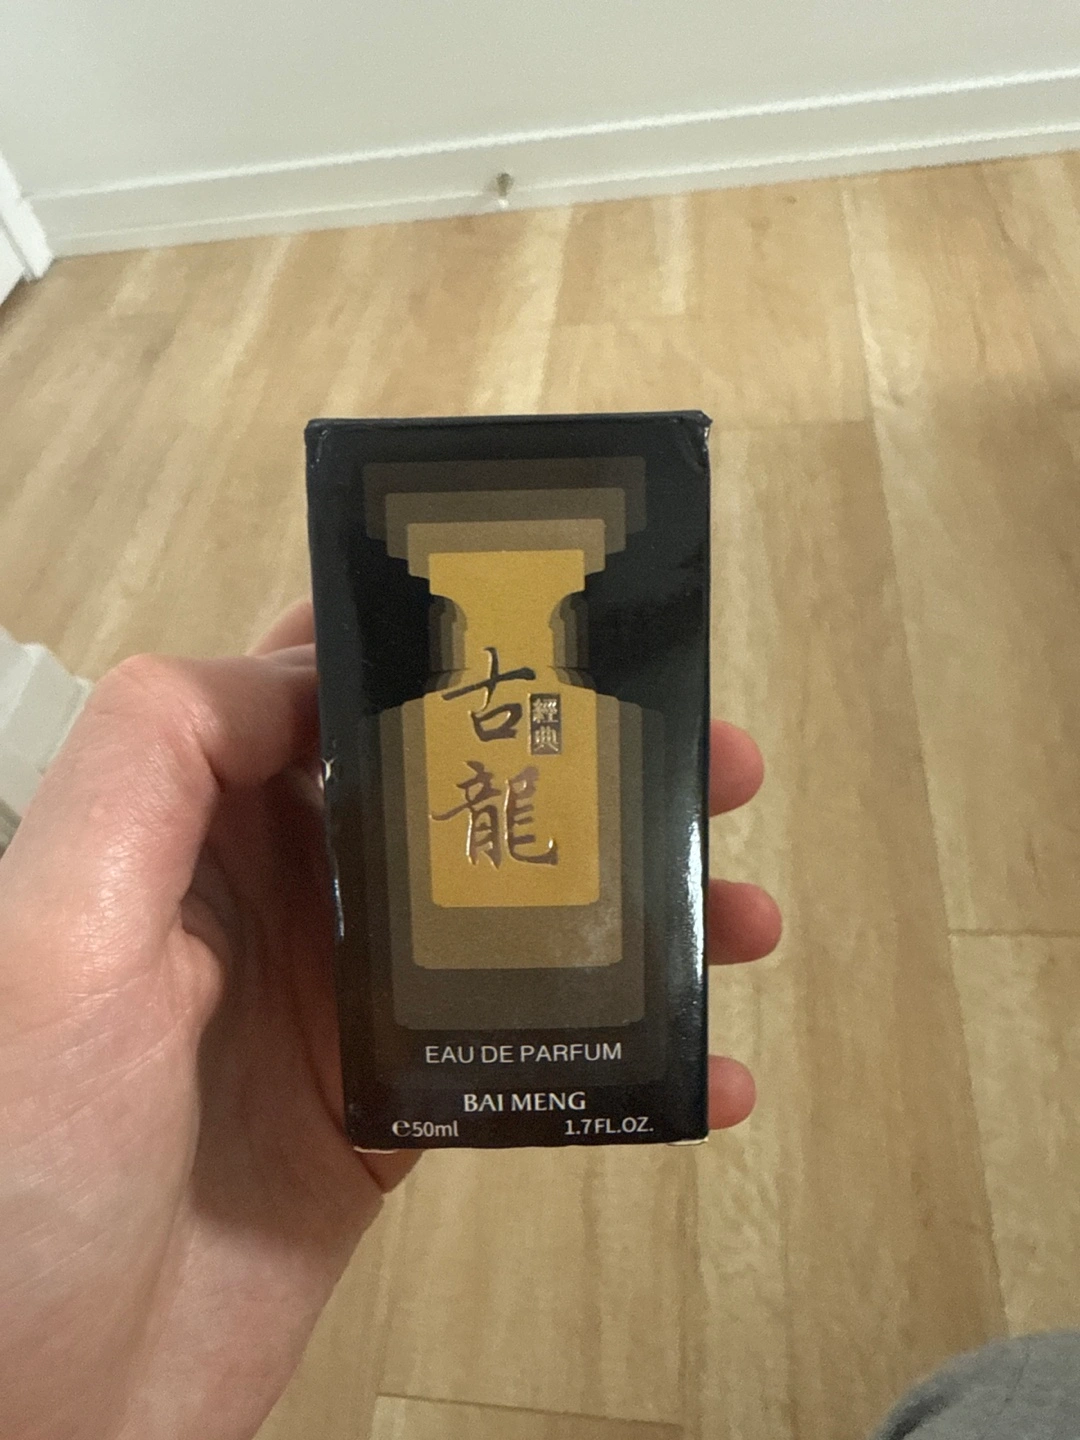 古龍
經典
EAU DE PARFUM
BAI MENG
℮50ml 1.7FL.OZ.